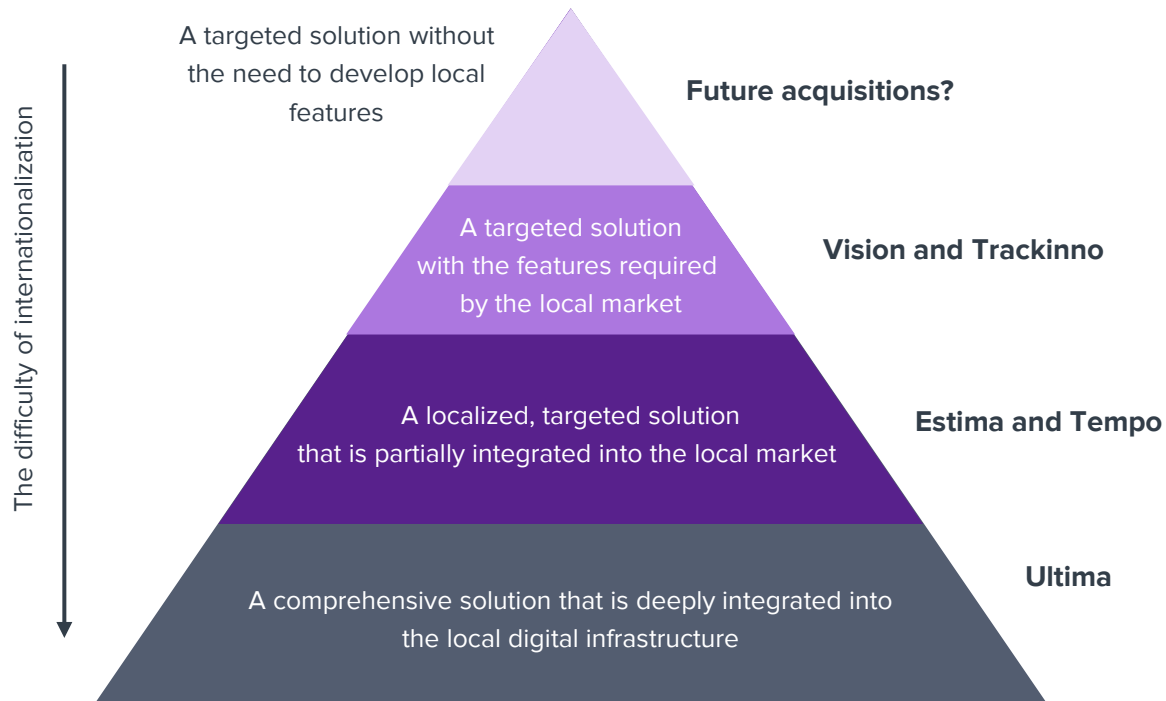 A targeted solution without
the need to develop local
features
Future acquisitions?
The difficulty of internationalization
A targeted solution
with the features required
by the local market
Vision and Trackinno
A localized, targeted solution
that is partially integrated into the local market
Estima and Tempo
A comprehensive solution that is deeply integrated into
the local digital infrastructure
Ultima